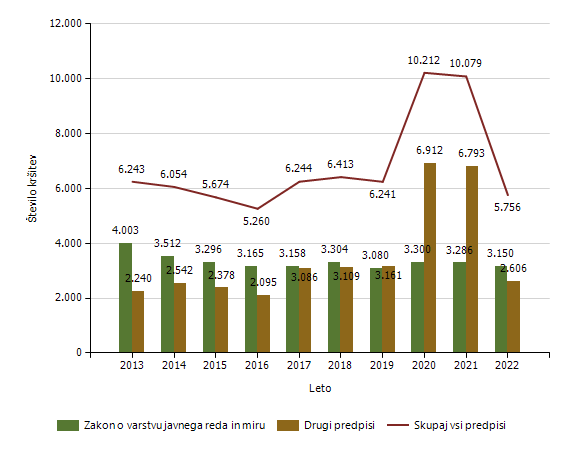 12.000
10.000
8.000
6.000
4.000
2.000
0
Število kršitev
10.212 10.079
6.243 6.054 5.674 5.260 6.244 6.413 6.241 5.756
6.912 6.793
4.003 3.512 3.296 3.165 3.158 3.304 3.080 3.300 3.286 3.150
2.240 2.542 2.378 2.095 3.086 3.109 3.161 2.606
2013 2014 2015 2016 2017 2018 2019 2020 2021 2022
Leto
Zakon o varstvu javnega reda in miru Drugi predpisi Skupaj vsi predpisi